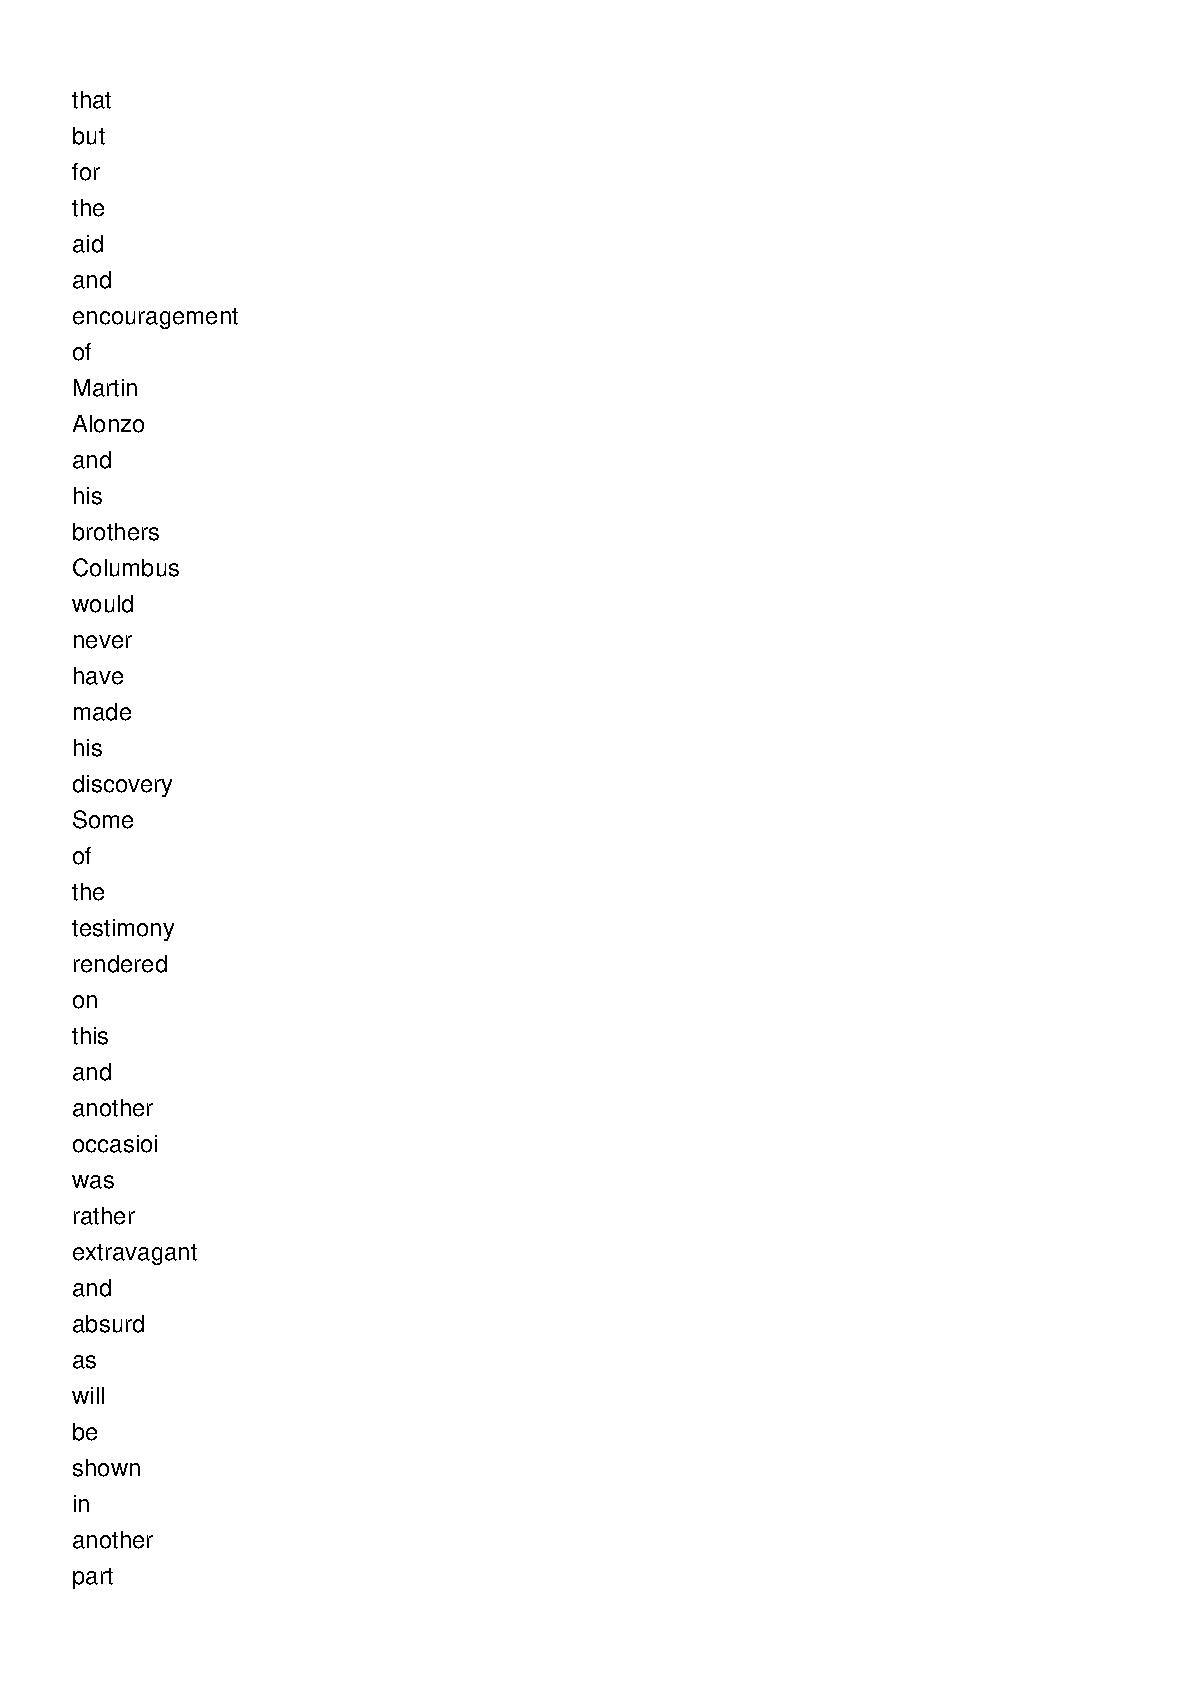 that
but
for
the
aid
and
encouragement
of
Martin
Alonzo
and
his
brothers
Columbus
would
never
have
made
his
discovery
Some
of
the
testimony
rendered
on
this
and
another
occasioi
was
rather
extravagant
and
absurd
as
will
be
shown
in
another
part